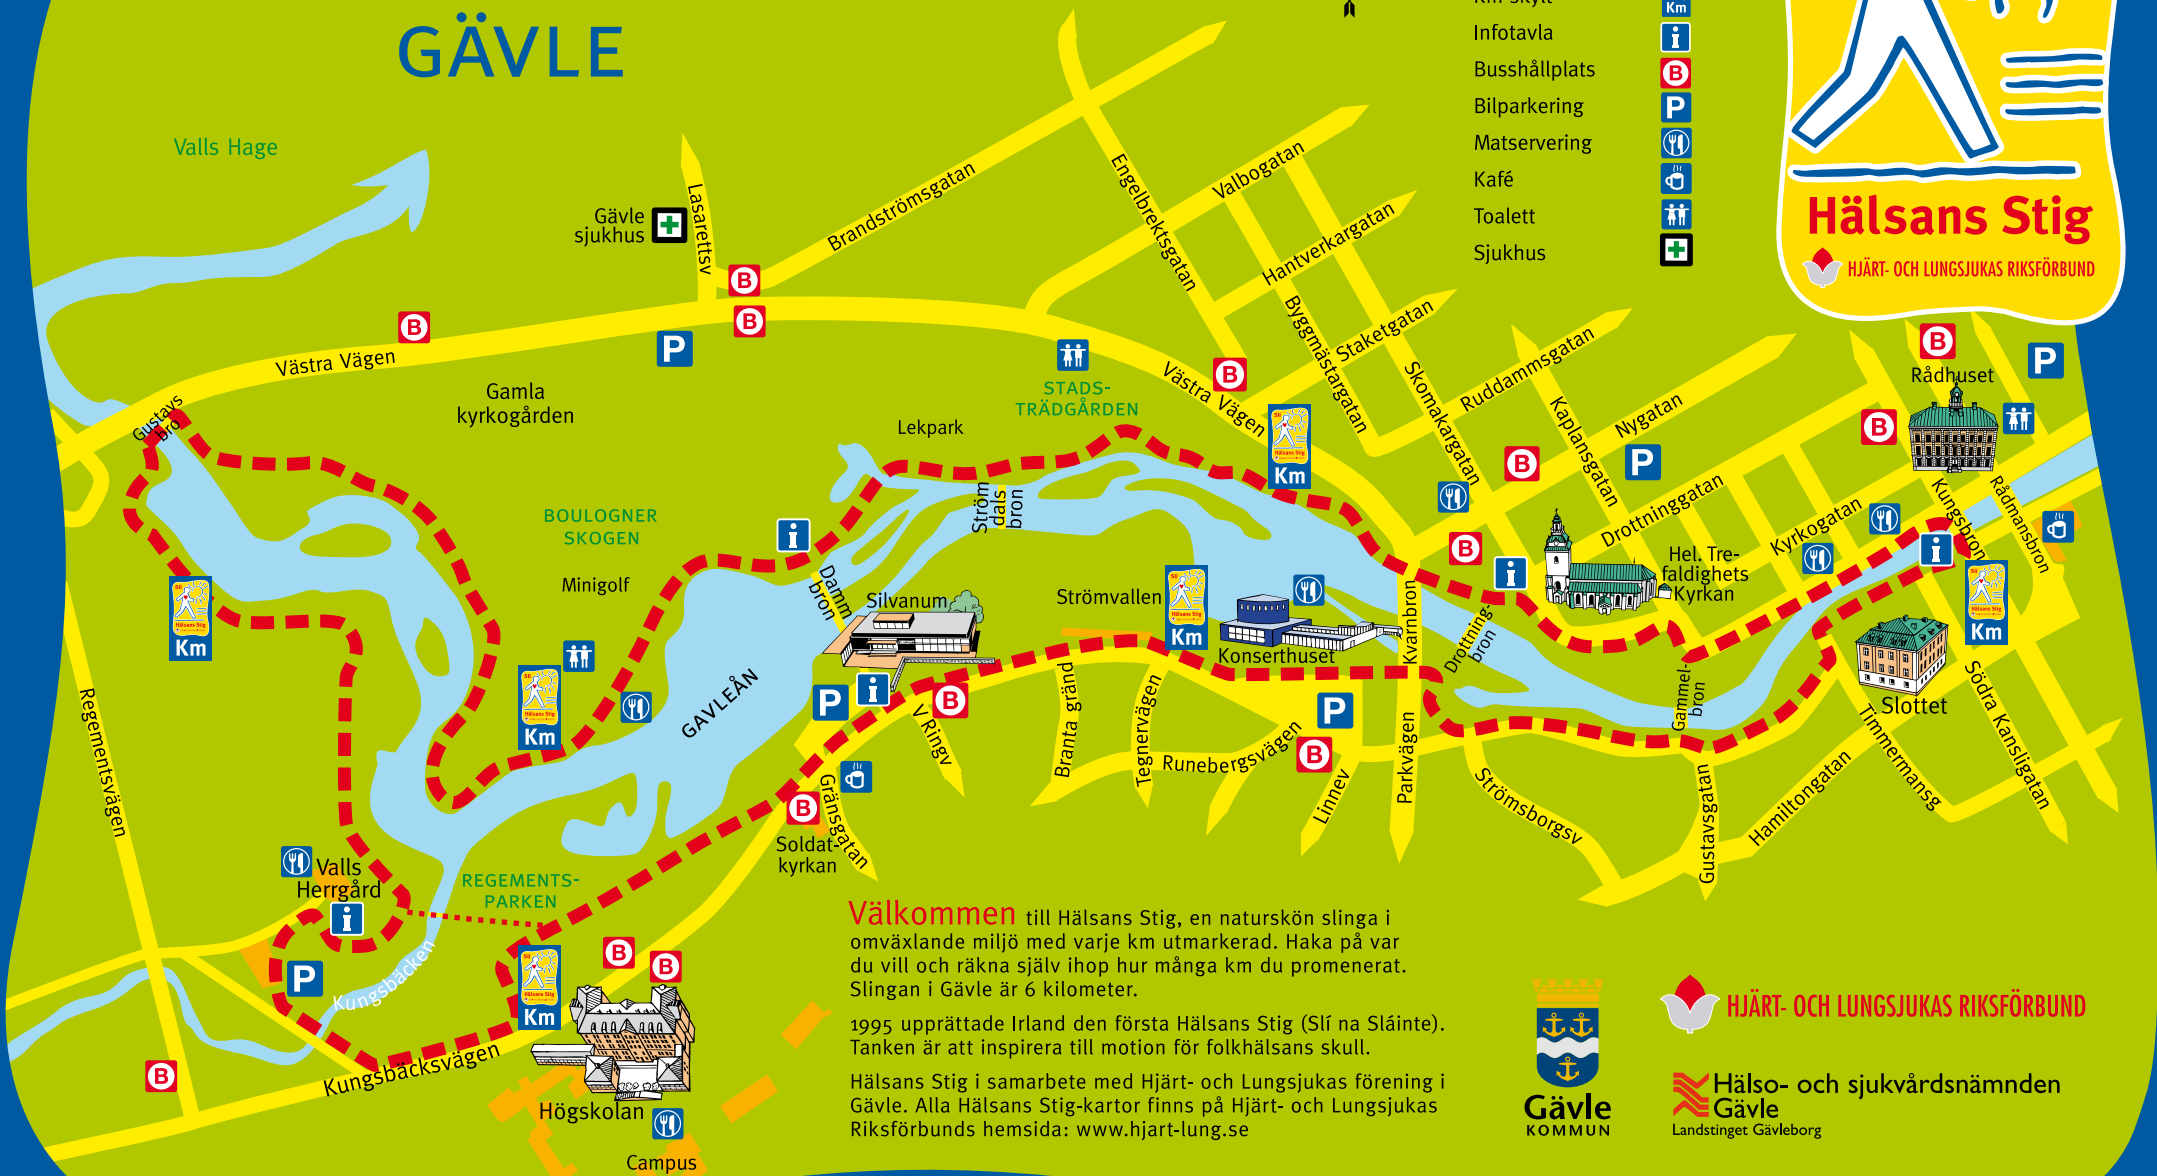 GÄVLE
Km-skylt
Km
Infotavla
i
Busshållplats
B
Bilparkering
P
Matservering
Kafé
Toalett
Sjukhus
Hälsans Stig
HJÄRT- OCH LUNGSJUKAS RIKSFÖRBUND
Valls Hage
Gävle
sjukhus
Lasarettsv
Brandströmsgatan
Engelbrektsgatan
Valbogatan
Hantverkargatan
Byggmästargatan
Staketgatan
Skomakargatan
Ruddammsgatan
Kaplansgatan
Nygatan
Drottninggatan
Kyrkogatan
Rådhuset
Kungsbron
Rådmansbron
Västra Vägen
Västra Vägen
Gustavs
bro
Gamla
kyrkogården
STADS-
TRÄDGÅRDEN
Lekpark
Ström
dals
bron
BOULOGNER
SKOGEN
Minigolf
Damm
bron
Silvanum
Strömvallen
Konserthuset
Kvarnbron
Drottning-
bron
Hel. Tre-
faldighets
Kyrkan
Gammel-
bron
Slottet
Södra Kansligatan
Timmermansg
Hamiltongatan
Gustavsgatan
Strömsborgsv
Parkvägen
Linnev
Runebergsvägen
Tegnervägen
Branta gränd
V Ringv
Gränsgatan
GAVLEÅN
Soldat-
kyrkan
Regementsvägen
Valls
Herrgård
REGEMENTS-
PARKEN
Kungsbäcken
Kungsbäcksvägen
Högskolan
Campus
Välkommen till Hälsans Stig, en naturskön slinga i
omväxlande miljö med varje km utmarkerad. Haka på var
du vill och räkna själv ihop hur många km du promenerat.
Slingan i Gävle är 6 kilometer.
1995 upprättade Irland den första Hälsans Stig (Slí na Sláinte).
Tanken är att inspirera till motion för folkhälsans skull.
Hälsans Stig i samarbete med Hjärt- och Lungsjukas förening i
Gävle. Alla Hälsans Stig-kartor finns på Hjärt- och Lungsjukas
Riksförbunds hemsida: www.hjart-lung.se
Gävle
KOMMUN
HJÄRT- OCH LUNGSJUKAS RIKSFÖRBUND
Hälso- och sjukvårdsnämnden
Gävle
Landstinget Gävleborg